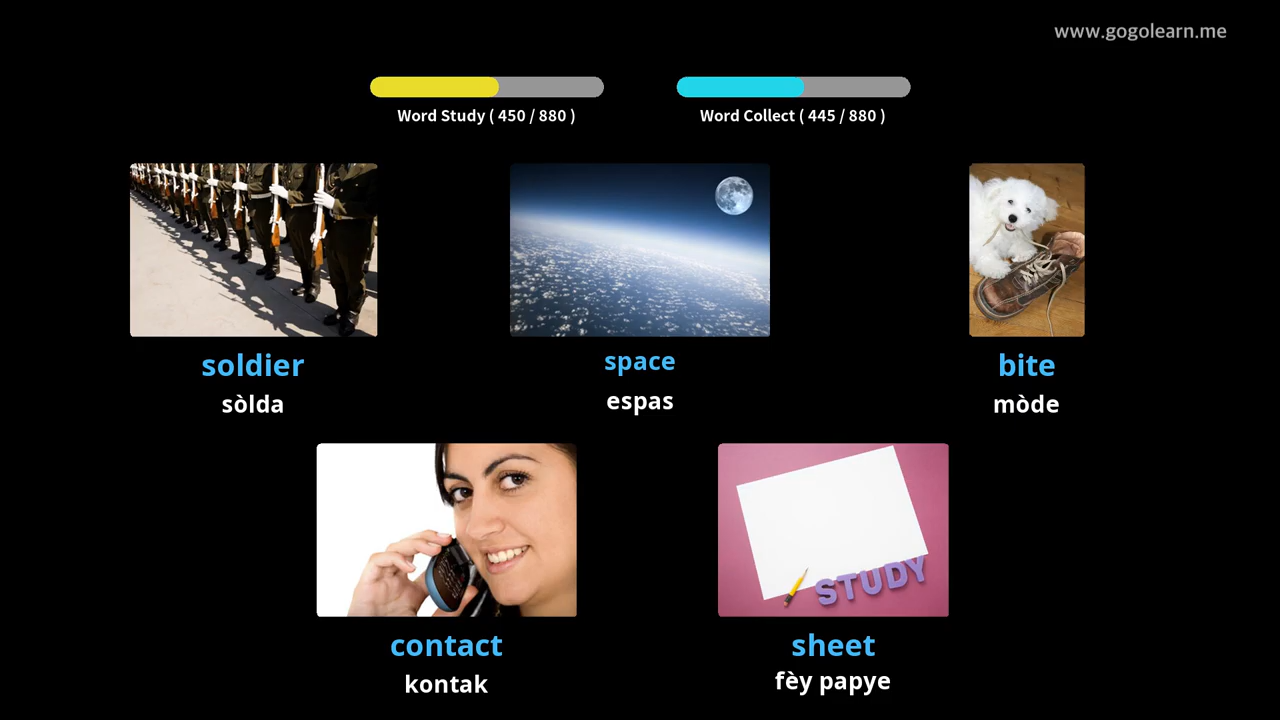 www.gogolearn.me
Word Study ( 450 / 880 )
Word Collect ( 445 / 880 )
soldier
sòlda
space
espas
bite
mòde
STUDY
contact
kontak
sheet
fèy papye